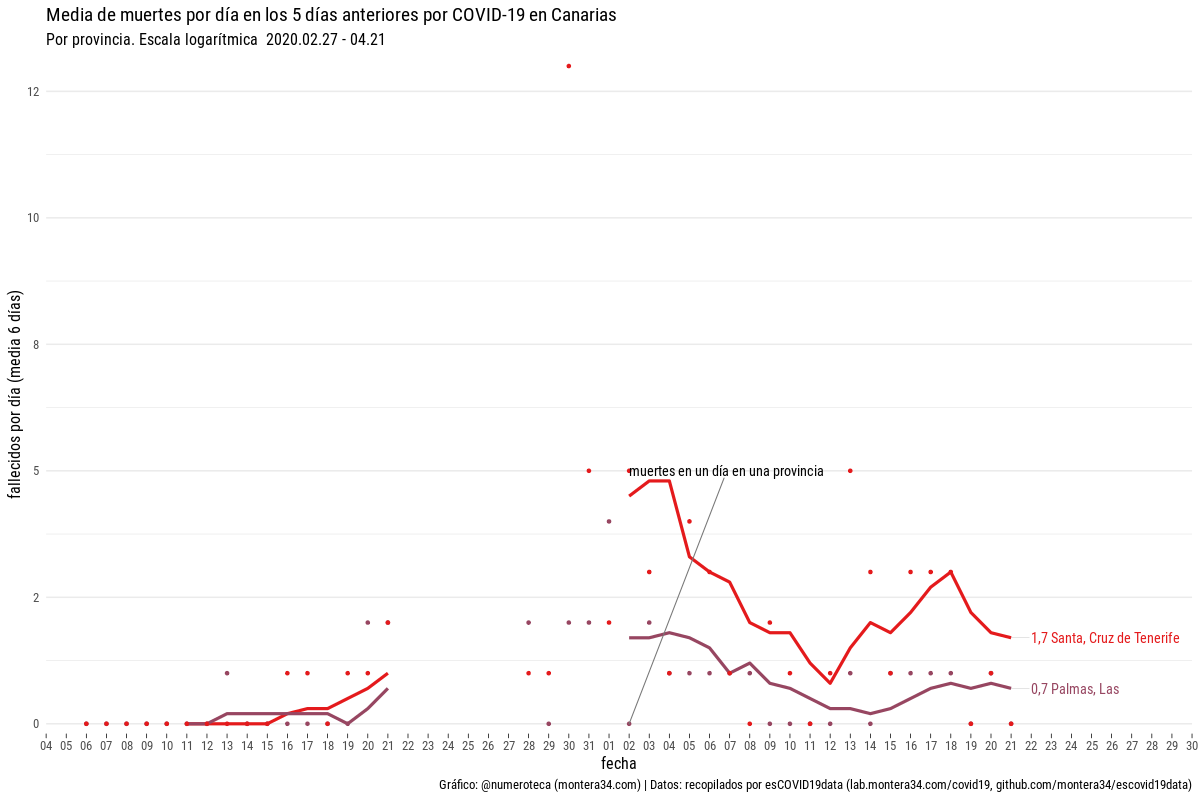 Media de muertes por día en los 5 días anteriores por COVID-19 en Canarias
Por provincia. Escala logarítmica 2020.02.27 - 04.21
fallecidos por día (media 6 días)
12
10
8
5
2
0
muertes en un día en una provincia
1,7 Santa, Cruz de Tenerife
0,7 Palmas, Las
04 05 06 07 08 09 10 11 12 13 14 15 16 17 18 19 20 21 22 23 24 25 26 27 28 29 30 31 01 02 03 04 05 06 07 08 09 10 11 12 13 14 15 16 17 18 19 20 21 22 23 24 25 26 27 28 29 30
fecha
Gráfico: @numeroteca (montera34.com) | Datos: recopilados por esCOVID19data (lab.montera34.com/covid19, github.com/montera34/escovid19data)